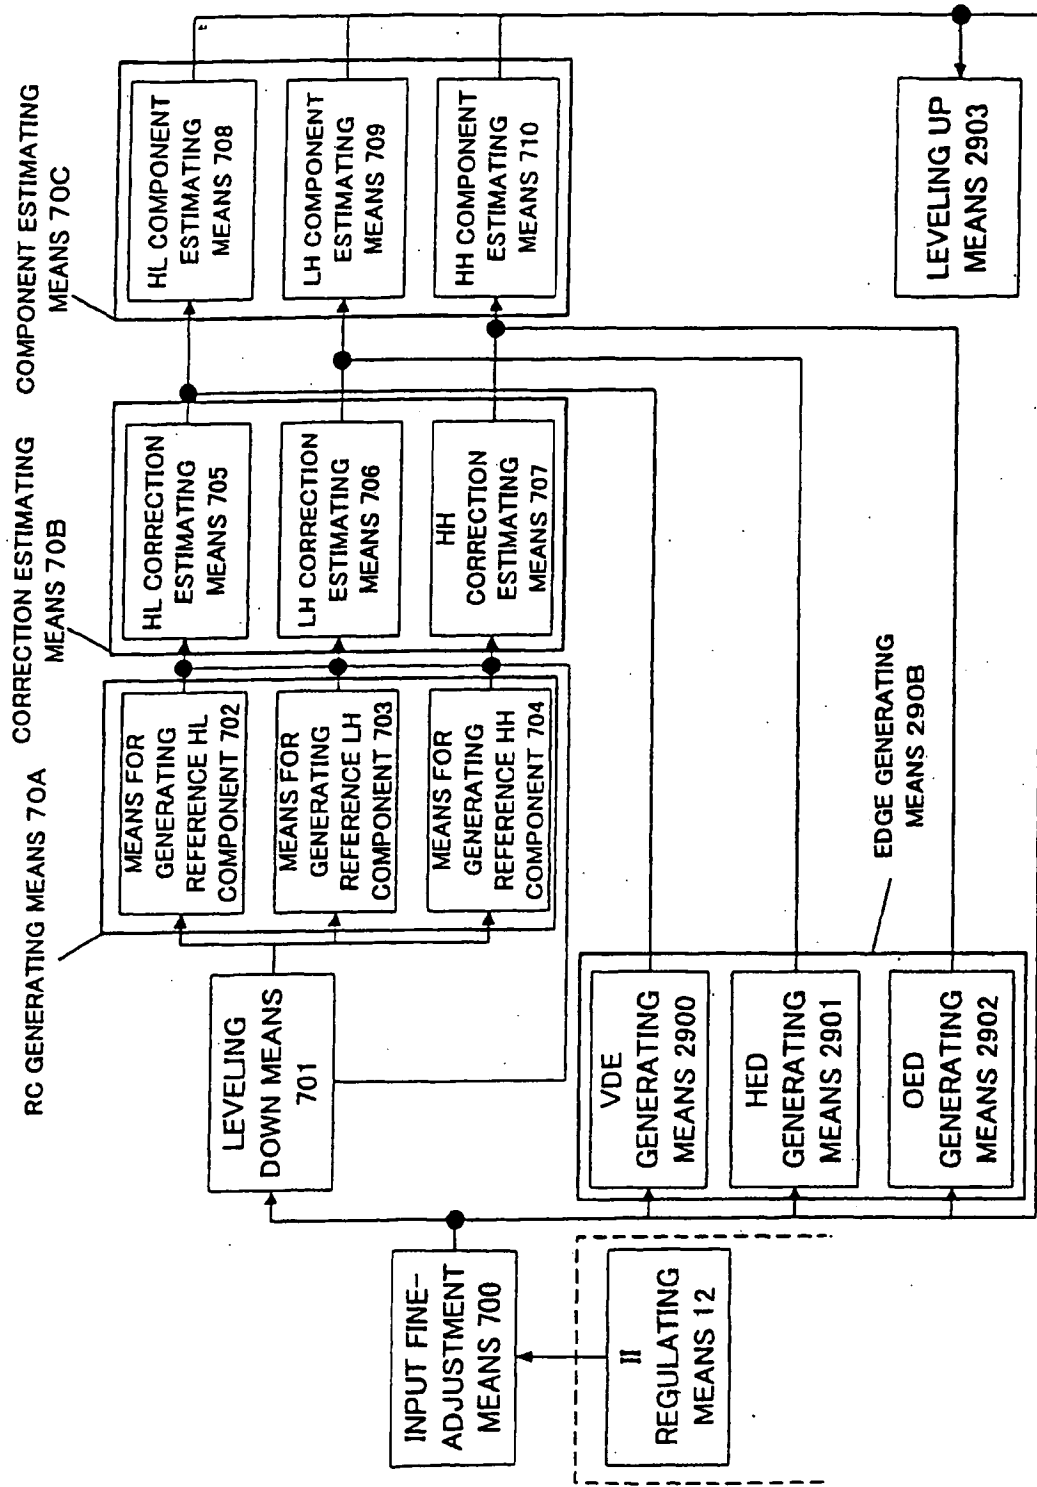 RC GENERATING MEANS 70A
CORRECTION ESTIMATING
MEANS 70B
COMPONENT ESTIMATING
MEANS 70C
LEVELING
DOWN MEANS
701
MEANS FOR
GENERATING
REFERENCE HL
COMPONENT 702
MEANS FOR
GENERATING
REFERENCE LH
COMPONENT 703
MEANS FOR
GENERATING
REFERENCE HH
COMPONENT 704
HL CORRECTION
ESTIMATING
MEANS 705
LH CORRECTION
ESTIMATING
MEANS 706
HH
CORRECTION
ESTIMATING
MEANS 707
HL COMPONENT
ESTIMATING
MEANS 708
LH COMPONENT
ESTIMATING
MEANS 709
HH COMPONENT
ESTIMATING
MEANS 710
INPUT FINE-
ADJUSTMENT
MEANS 700
II
REGULATING
MEANS 12
VDE
GENERATING
MEANS 2900
HED
GENERATING
MEANS 2901
OED
GENERATING
MEANS 2902
EDGE GENERATING
MEANS 290B
LEVELING UP
MEANS 2903